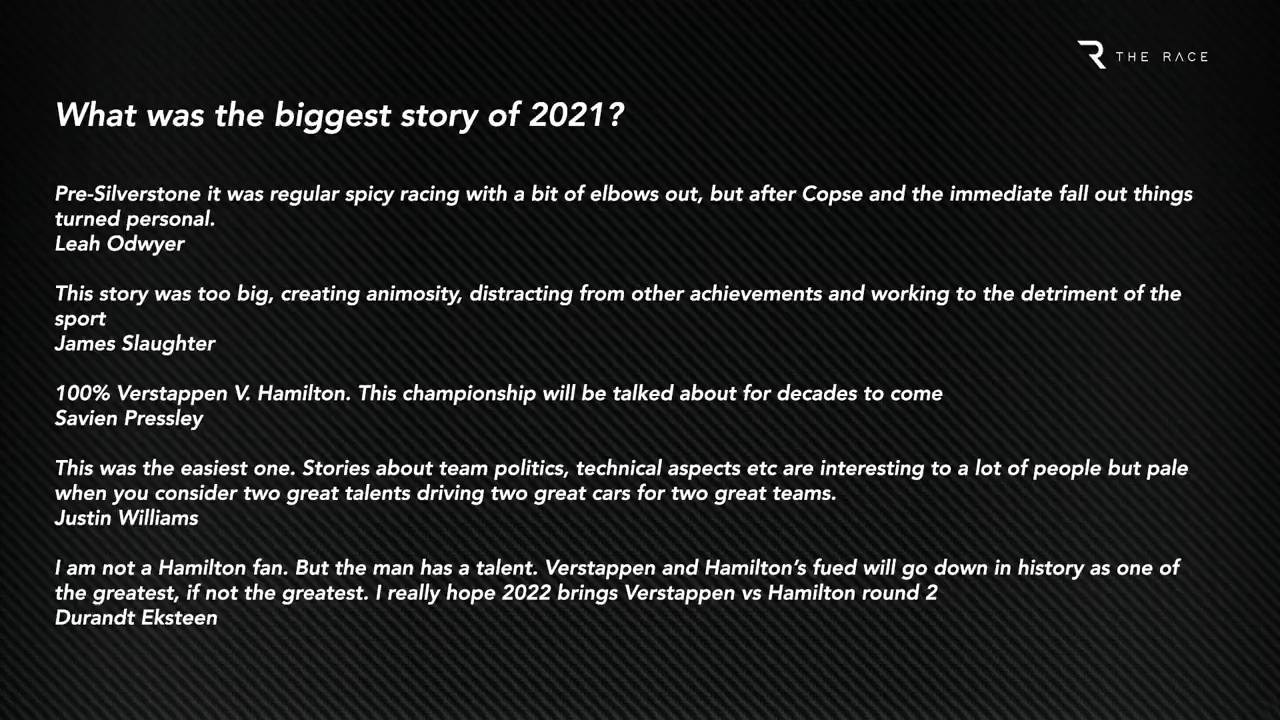 THE RACE
What was the biggest story of 2021?
Pre-Silverstone it was regular spicy racing with a bit of elbows out, but after Copse and the immediate fall out things
turned personal.
Leah Odwyer
This story was too big, creating animosity, distracting from other achievements and working to the detriment of the
sport
James Slaughter
100% Verstappen V. Hamilton. This championship will be talked about for decades to come
Savien Pressley
This was the easiest one. Stories about team politics, technical aspects etc are interesting to a lot of people but pale
when you consider two great talents driving two great cars for two great teams.
Justin Williams
I am not a Hamilton fan. But the man has a talent. Verstappen and Hamilton’s fued will go down in history as one of
the greatest, if not the greatest. I really hope 2022 brings Verstappen vs Hamilton round 2
Durandt Eksteen